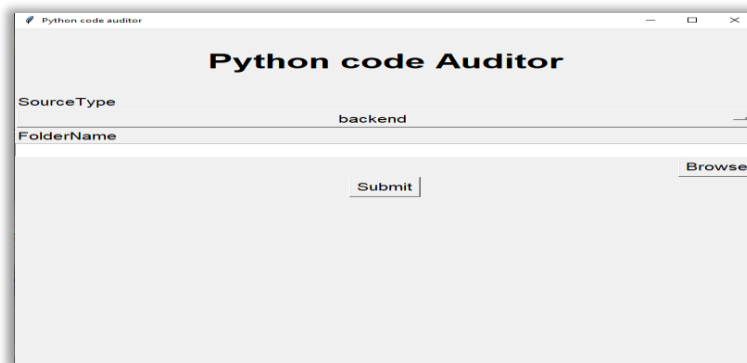 Python code auditor
Python code Auditor
SourceType
backend
FolderName
Browse
Submit